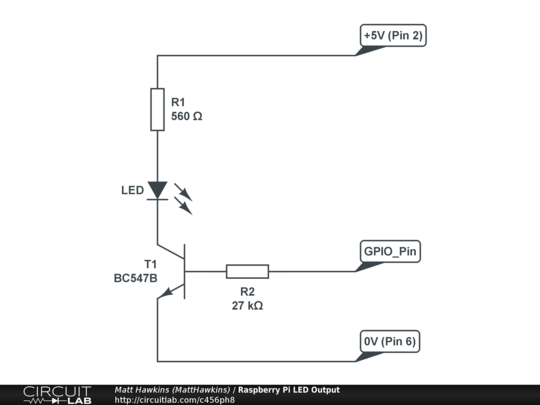 +5V (Pin 2)
R1
560 Ω
LED
GPIO_Pin
T1
BC547B
R2
27 kΩ
0V (Pin 6)
CIRCUIT
LAB
Matt Hawkins (MattHawkins) / Raspberry Pi LED Output
http://circuitlab.com/c456ph8